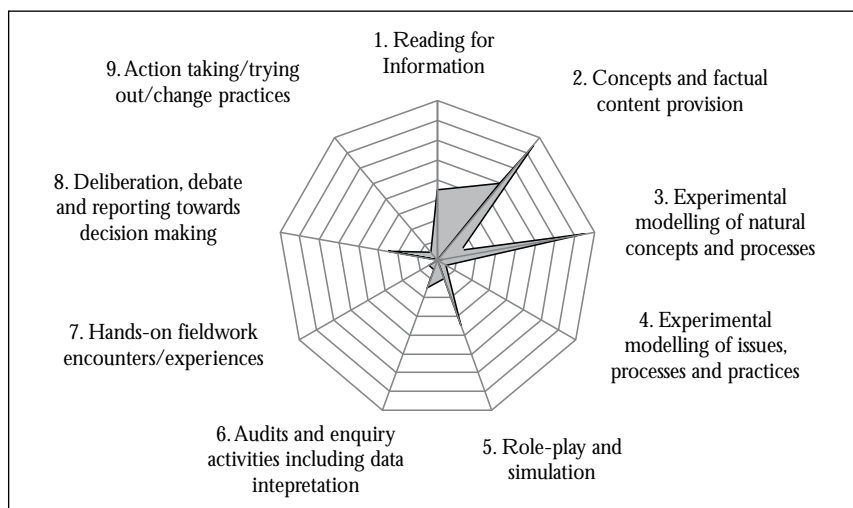 1. Reading for
Information
2. Concepts and factual
content provision
3. Experimental
modelling of natural
concepts and processes
4. Experimental
modelling of issues,
processes and practices
5. Role-play and
simulation
6. Audits and enquiry
activities including data
intepretation
7. Hands-on fieldwork
encounters/experiences
8. Deliberation, debate
and reporting towards
decision making
9. Action taking/trying
out/change practices